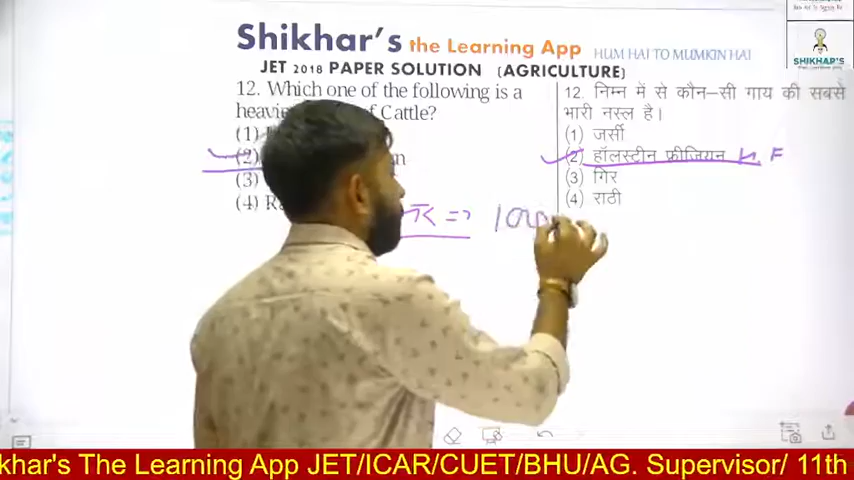 Shikhar's the Learning App HUM HAI TO MUMKIN HAI
SHIKHAR'S
JET 2018 PAPER SOLUTION (AGRICULTURE)
12. Which one of the following is a
of Cattle?
(1)
(2)
(3)
(4)
12. निम्न में से कौन-सी गाय की सबसे
भारी नस्ल है।
(1) जर्सी
(2) हॉलस्टीन फ्रीजियन H. F
(3) गिर
(4) राठी
khar's The Learning App JET/ICAR/CUET/BHU/AG. Supervisor/ 11th